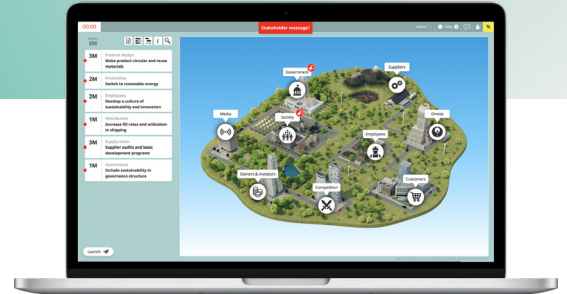 00:00
Stakeholder message!
8M
3M
Product design
Make product circular and reuse
materials
2M
Production
Switch to renewable energy
2M
Employees
Develop a culture of
sustainability and innovation
1M
Distribution
Increase fill rates and utilisation
in shipping
3M
Supply chain
Supplier audits and basic
development programs
1M
Governance
Include sustainability in
governance structure
Launch
Government
Suppliers
Media
Society
Omnia
Employees
Owners & investors
Competition
Customers